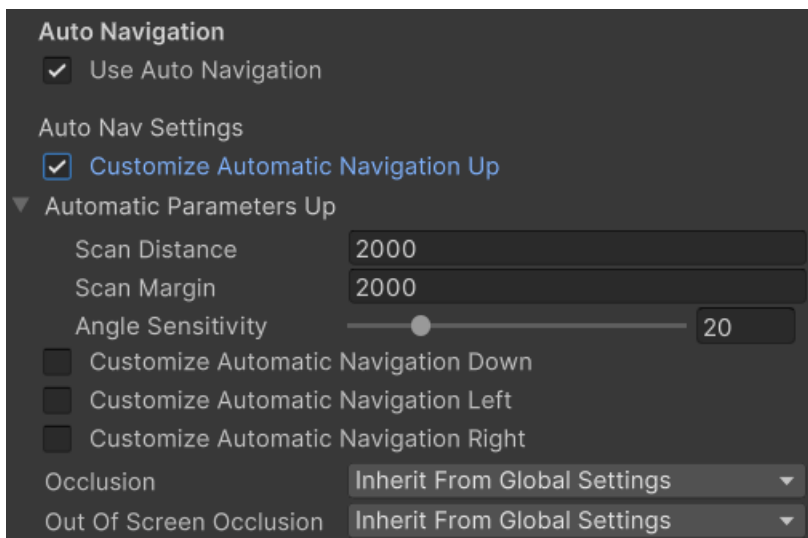 Auto Navigation
Use Auto Navigation
Auto Nav Settings
Customize Automatic Navigation Up
Automatic Parameters Up
Scan Distance 2000
Scan Margin 2000
Angle Sensitivity 20
Customize Automatic Navigation Down
Customize Automatic Navigation Left
Customize Automatic Navigation Right
Occlusion Inherit From Global Settings
Out Of Screen Occlusion Inherit From Global Settings